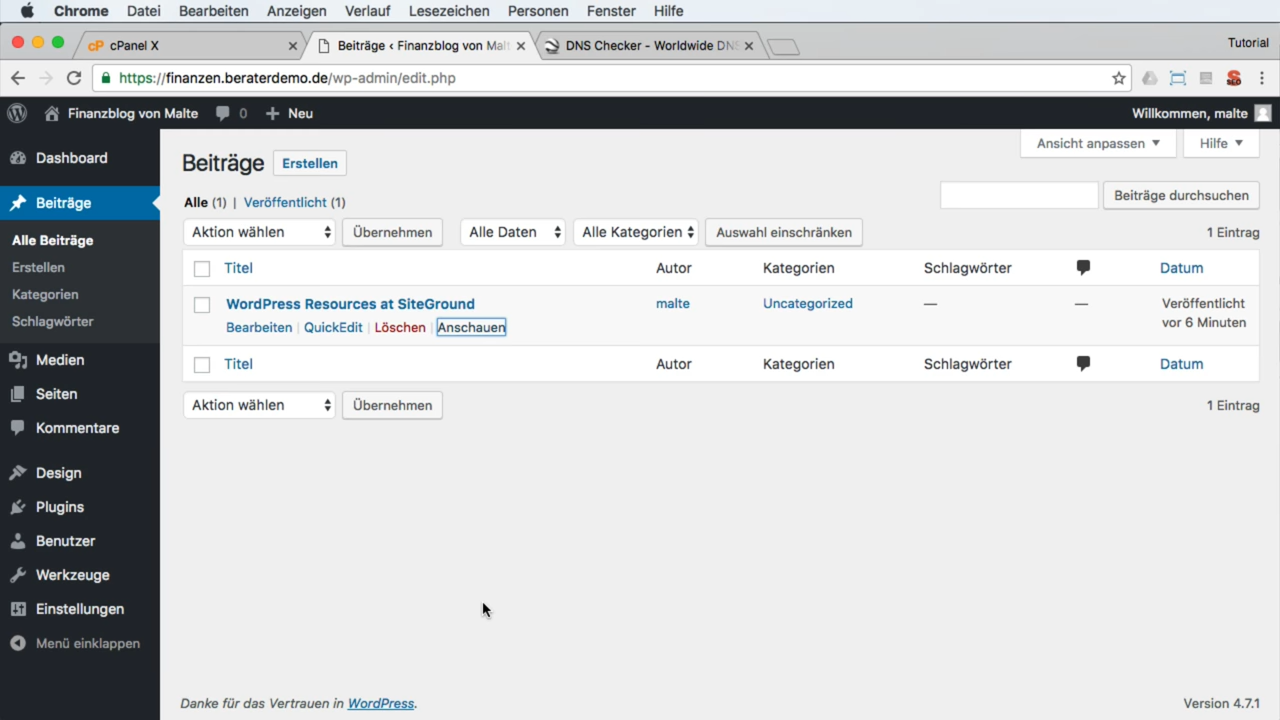 Chrome Datei Bearbeiten Anzeigen Verlauf Lesezeichen Personen Fenster Hilfe
cP cPanel X Beiträge ‹ Finanzblog von Mal DNS Checker - Worldwide DNS Tutorial
https://finanzen.beraterdemo.de/wp-admin/edit.php SEO
Finanzblog von Malte 0 Neu Willkommen, malte
Dashboard
Beiträge
Alle Beiträge
Erstellen
Kategorien
Schlagwörter
Medien
Seiten
Kommentare
Design
Plugins
Benutzer
Werkzeuge
Einstellungen
Menü einklappen
Ansicht anpassen Hilfe
Beiträge Erstellen
Alle (1) | Veröffentlicht (1) Beiträge durchsuchen
Aktion wählen Übernehmen Alle Daten Alle Kategorien Auswahl einschränken 1 Eintrag
Titel Autor Kategorien Schlagwörter Datum
WordPress Resources at SiteGround malte Uncategorized — — Veröffentlicht
Bearbeiten | QuickEdit | Löschen | Anschauen vor 6 Minuten
Titel Autor Kategorien Schlagwörter Datum
Aktion wählen Übernehmen 1 Eintrag
Danke für das Vertrauen in WordPress. Version 4.7.1